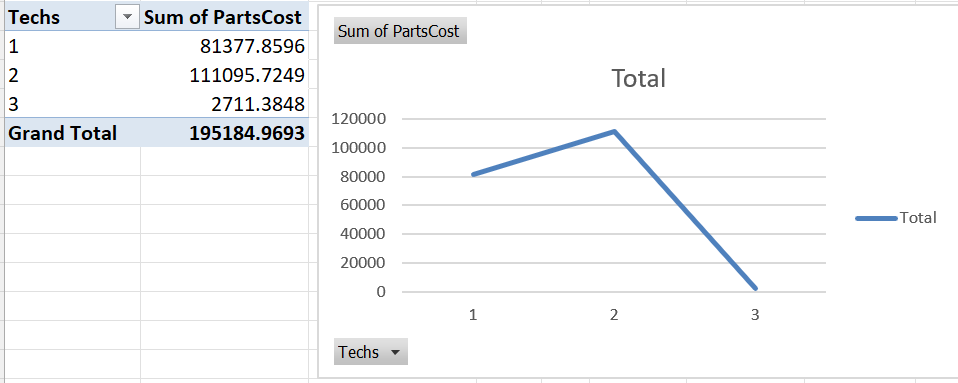 Techs Sum of PartsCost
1 81377.8596
2 111095.7249
3 2711.3848
Grand Total 195184.9693
Sum of PartsCost
Total
120000
100000
80000
60000
40000
20000
0
1 2 3
Total
Techs